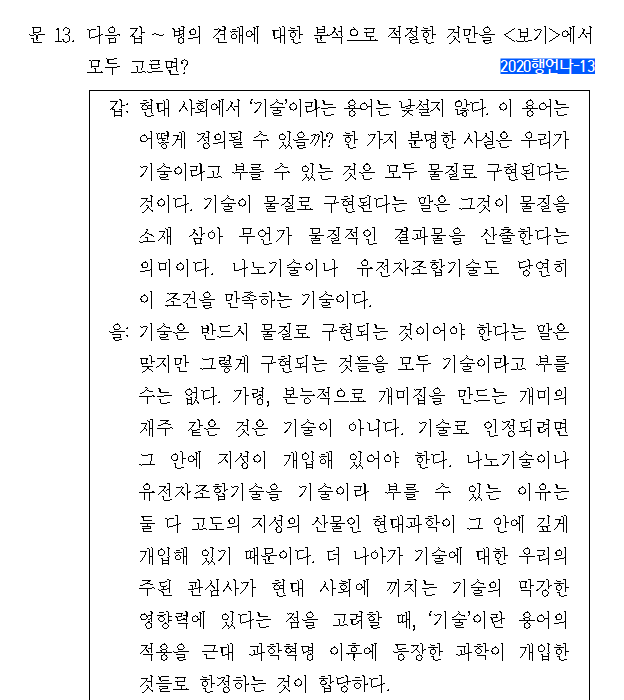 문 13. 다음 갑 ~ 병의 견해에 대한 분석으로 적절한 것만을 <보기>에서
모두 고르면?
2020행언나-13
갑: 현대 사회에서 ‘기술’이라는 용어는 낯설지 않다. 이 용어는
어떻게 정의될 수 있을까? 한 가지 분명한 사실은 우리가
기술이라고 부를 수 있는 것은 모두 물질로 구현된다는
것이다. 기술이 물질로 구현된다는 말은 그것이 물질을
소재 삼아 무언가 물질적인 결과물을 산출한다는
의미이다. 나노기술이나 유전자조합기술도 당연히
이 조건을 만족하는 기술이다.
을: 기술은 반드시 물질로 구현되는 것이어야 한다는 말은
맞지만 그렇게 구현되는 것들을 모두 기술이라고 부를
수는 없다. 가령, 본능적으로 개미집을 만드는 개미의
재주 같은 것은 기술이 아니다. 기술로 인정되려면
그 안에 지성이 개입해 있어야 한다. 나노기술이나
유전자조합기술을 기술이라 부를 수 있는 이유는
둘 다 고도의 지성의 산물인 현대과학이 그 안에 깊게
개입해 있기 때문이다. 더 나아가 기술에 대한 우리의
주된 관심사가 현대 사회에 끼치는 기술의 막강한
영향력에 있다는 점을 고려할 때, ‘기술’이란 용어의
적용을 근대 과학혁명 이후에 등장한 과학이 개입한
것들로 한정하는 것이 합당하다.